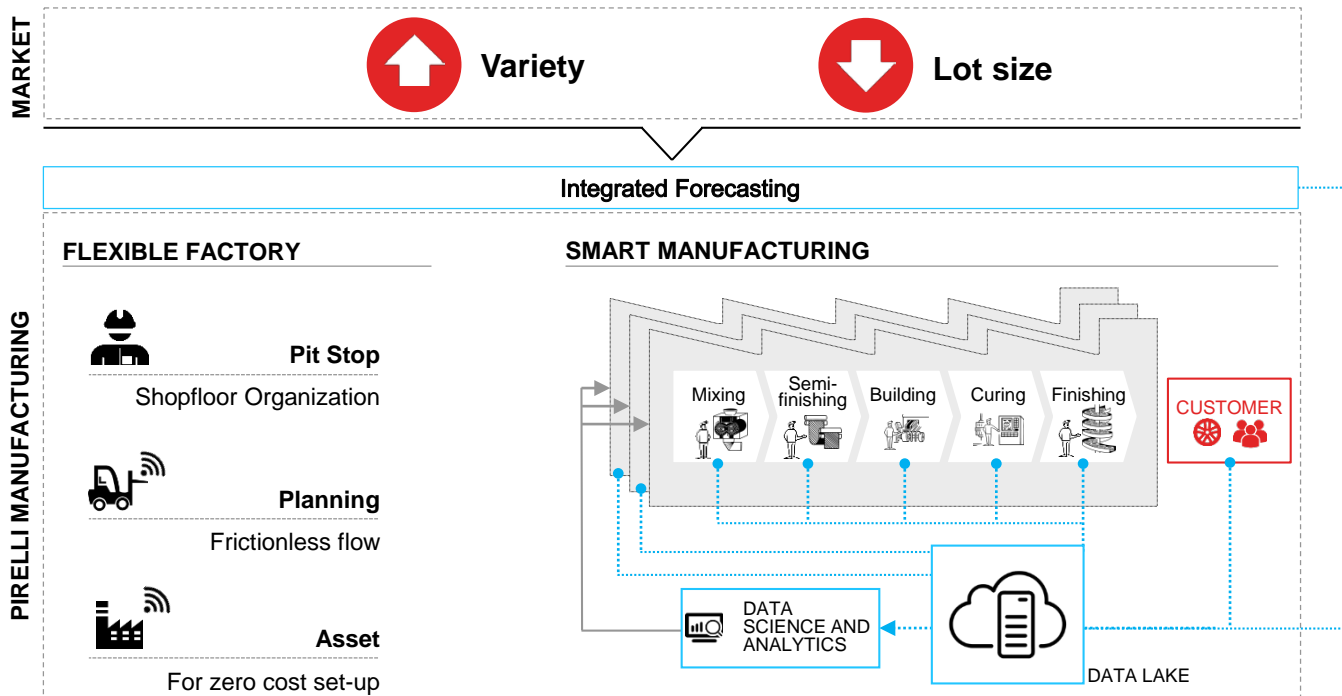 MARKET
Variety
Lot size
Integrated Forecasting
PIRELLI MANUFACTURING
FLEXIBLE FACTORY
Pit Stop
Shopfloor Organization
Planning
Frictionless flow
Asset
For zero cost set-up
SMART MANUFACTURING
Mixing
Semi-
finishing
Building
Curing
Finishing
CUSTOMER
DATA
SCIENCE AND
ANALYTICS
DATA LAKE